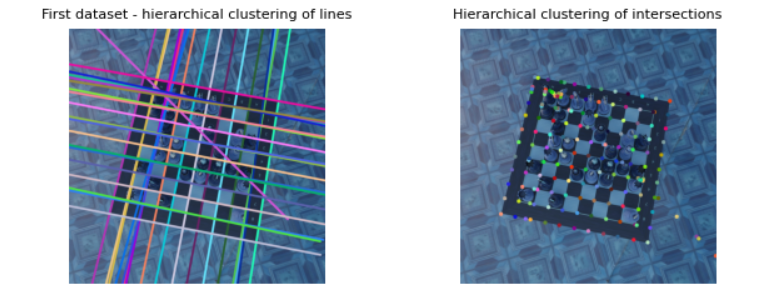 First dataset - hierarchical clustering of lines
Hierarchical clustering of intersections